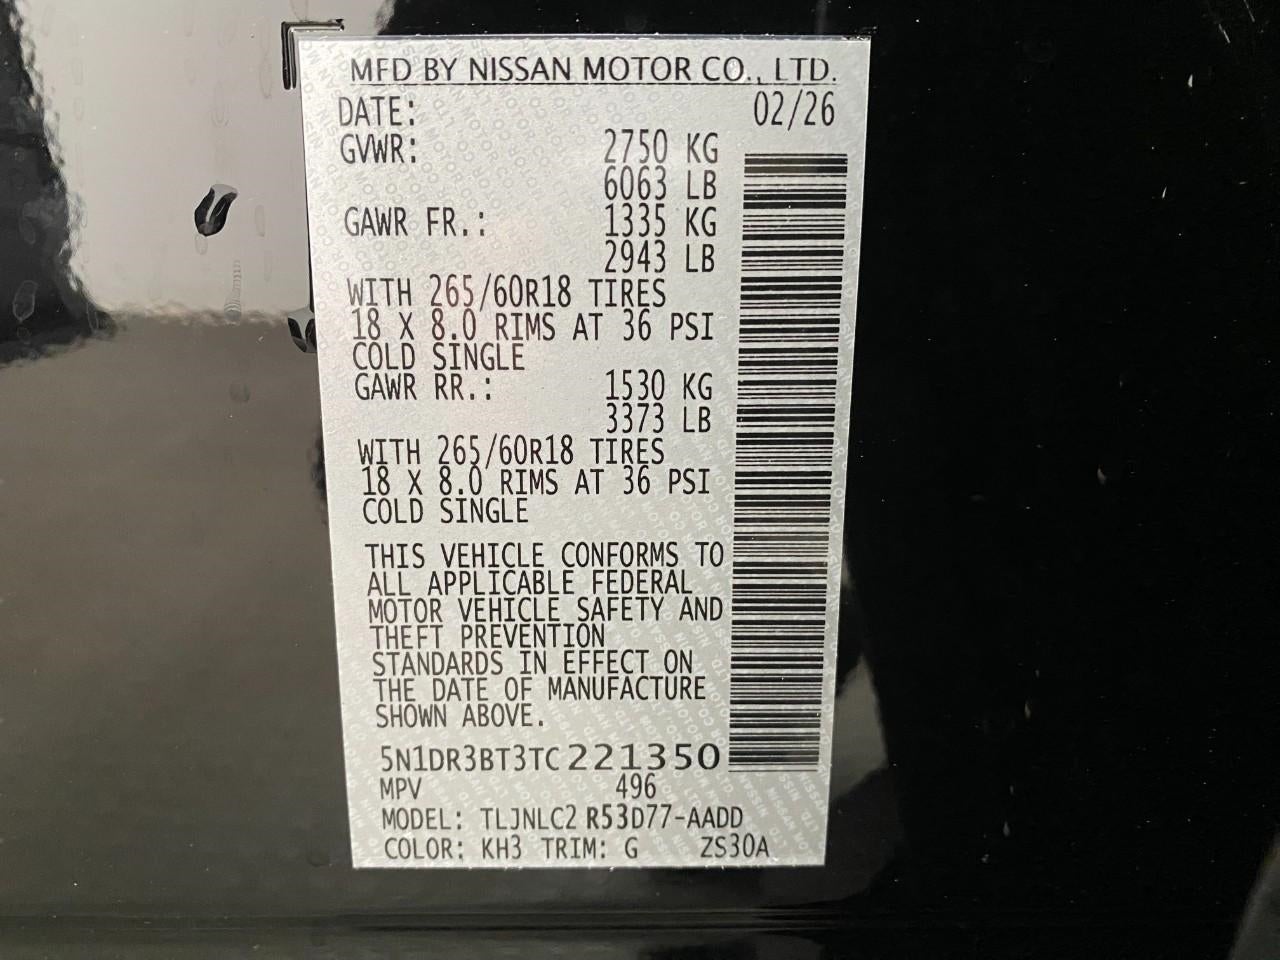 MFD BY NISSAN MOTOR CO., LTD.
DATE: 02/26
GVWR: 2750 KG
6063 LB
GAWR FR.: 1335 KG
2943 LB
WITH 265/60R18 TIRES
18 X 8.0 RIMS AT 36 PSI
COLD SINGLE
GAWR RR.: 1530 KG
3373 LB
WITH 265/60R18 TIRES
18 X 8.0 RIMS AT 36 PSI
COLD SINGLE
THIS VEHICLE CONFORMS TO
ALL APPLICABLE FEDERAL
MOTOR VEHICLE SAFETY AND
THEFT PREVENTION
STANDARDS IN EFFECT ON
THE DATE OF MANUFACTURE
SHOWN ABOVE.
5N1DR3BT3TC221350
MPV 496
MODEL: TLJNLC2 R53D77-AADD
COLOR: KH3 TRIM: G ZS30A